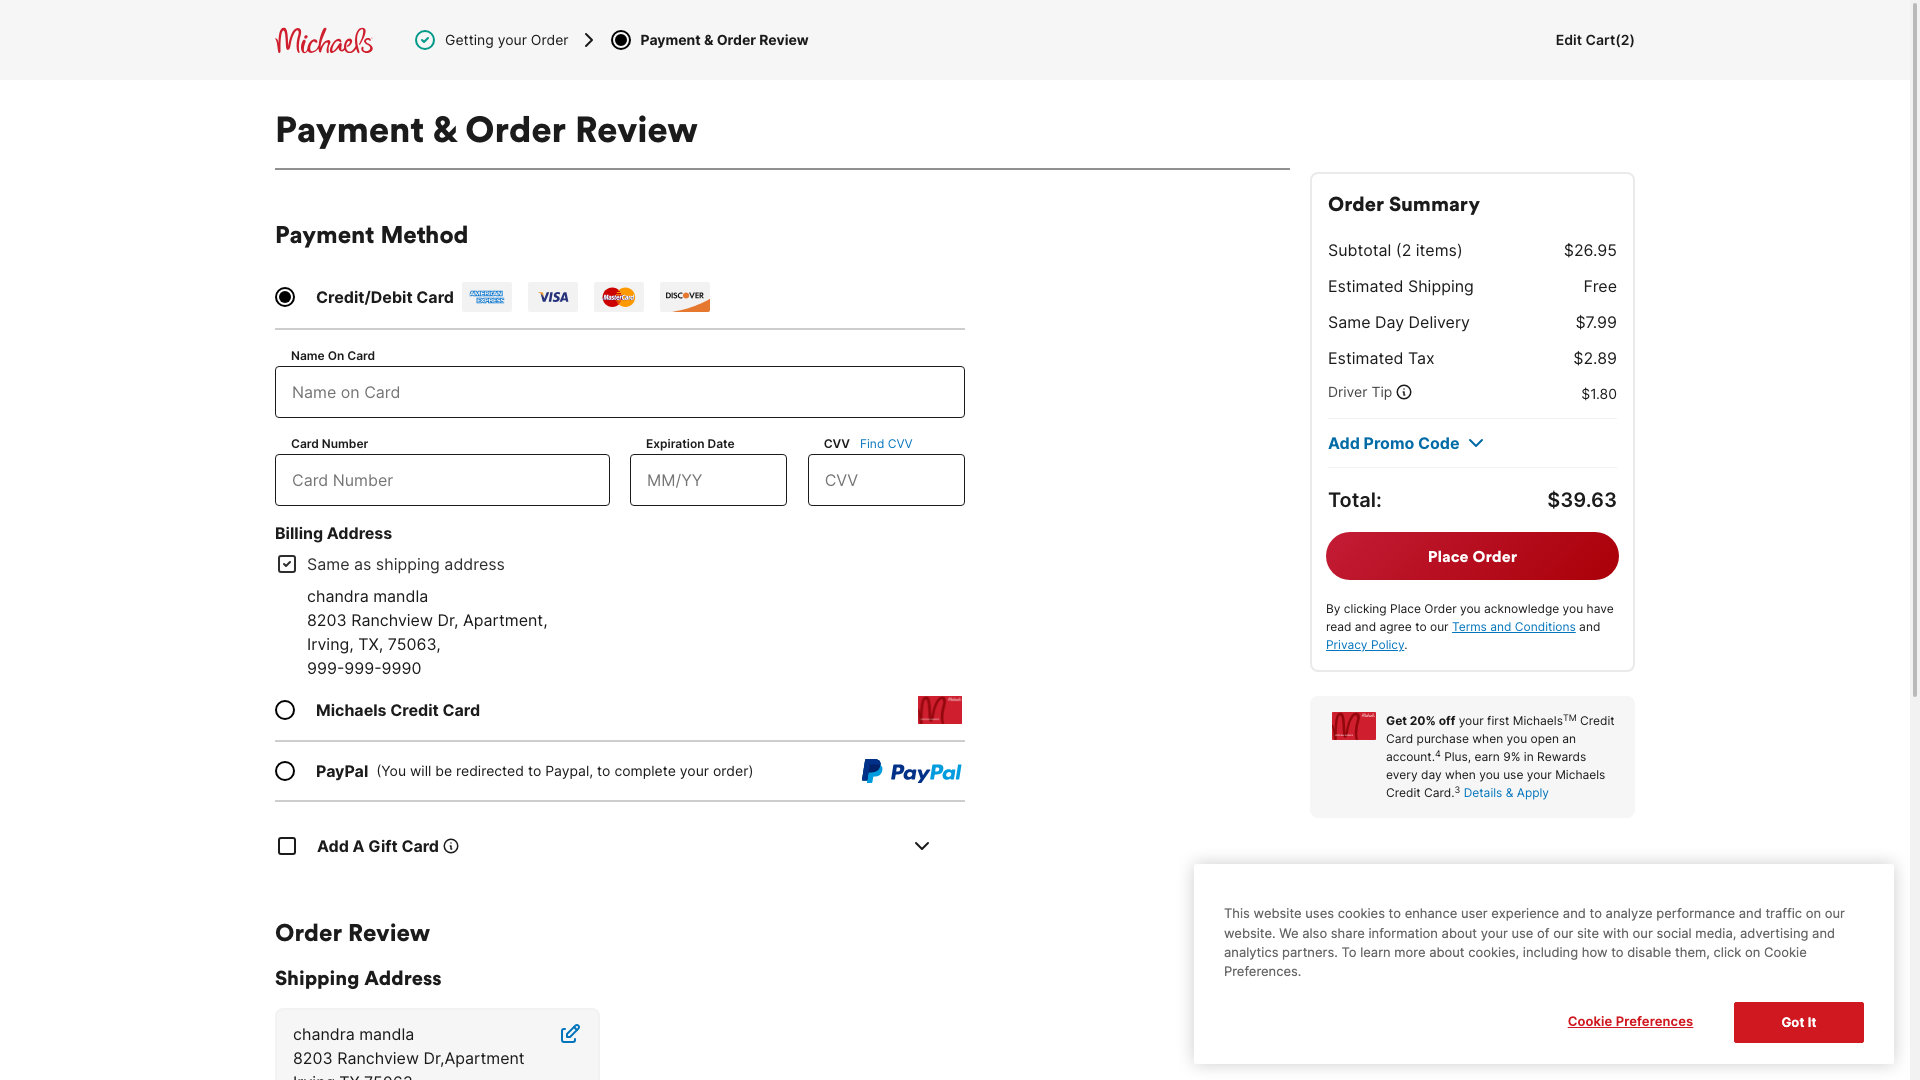 Michaels
Getting your Order
Payment & Order Review
Edit Cart(2)
Payment & Order Review
Payment Method
Credit/Debit Card
AMERICAN EXPRESS
VISA
MasterCard
DISCOVER
Name On Card
Name on Card
Card Number
Expiration Date
CVV Find CVV
Card Number
MM/YY
CVV
Billing Address
Same as shipping address
chandra mandla
8203 Ranchview Dr, Apartment,
Irving, TX, 75063,
999-999-9990
Michaels Credit Card
PayPal (You will be redirected to Paypal, to complete your order)
PayPal
Add A Gift Card
Order Review
Shipping Address
chandra mandla
8203 Ranchview Dr,Apartment
Irving TX 75063
Order Summary
Subtotal (2 items) $26.95
Estimated Shipping Free
Same Day Delivery $7.99
Estimated Tax $2.89
Driver Tip $1.80
Add Promo Code
Total: $39.63
Place Order
By clicking Place Order you acknowledge you have
read and agree to our Terms and Conditions and
Privacy Policy.
Get 20% off your first Michaels™ Credit
Card purchase when you open an
account.⁴ Plus, earn 9% in Rewards
every day when you use your Michaels
Credit Card.³ Details & Apply
This website uses cookies to enhance user experience and to analyze performance and traffic on our
website. We also share information about your use of our site with our social media, advertising and
analytics partners. To learn more about cookies, including how to disable them, click on Cookie
Preferences.
Cookie Preferences
Got It